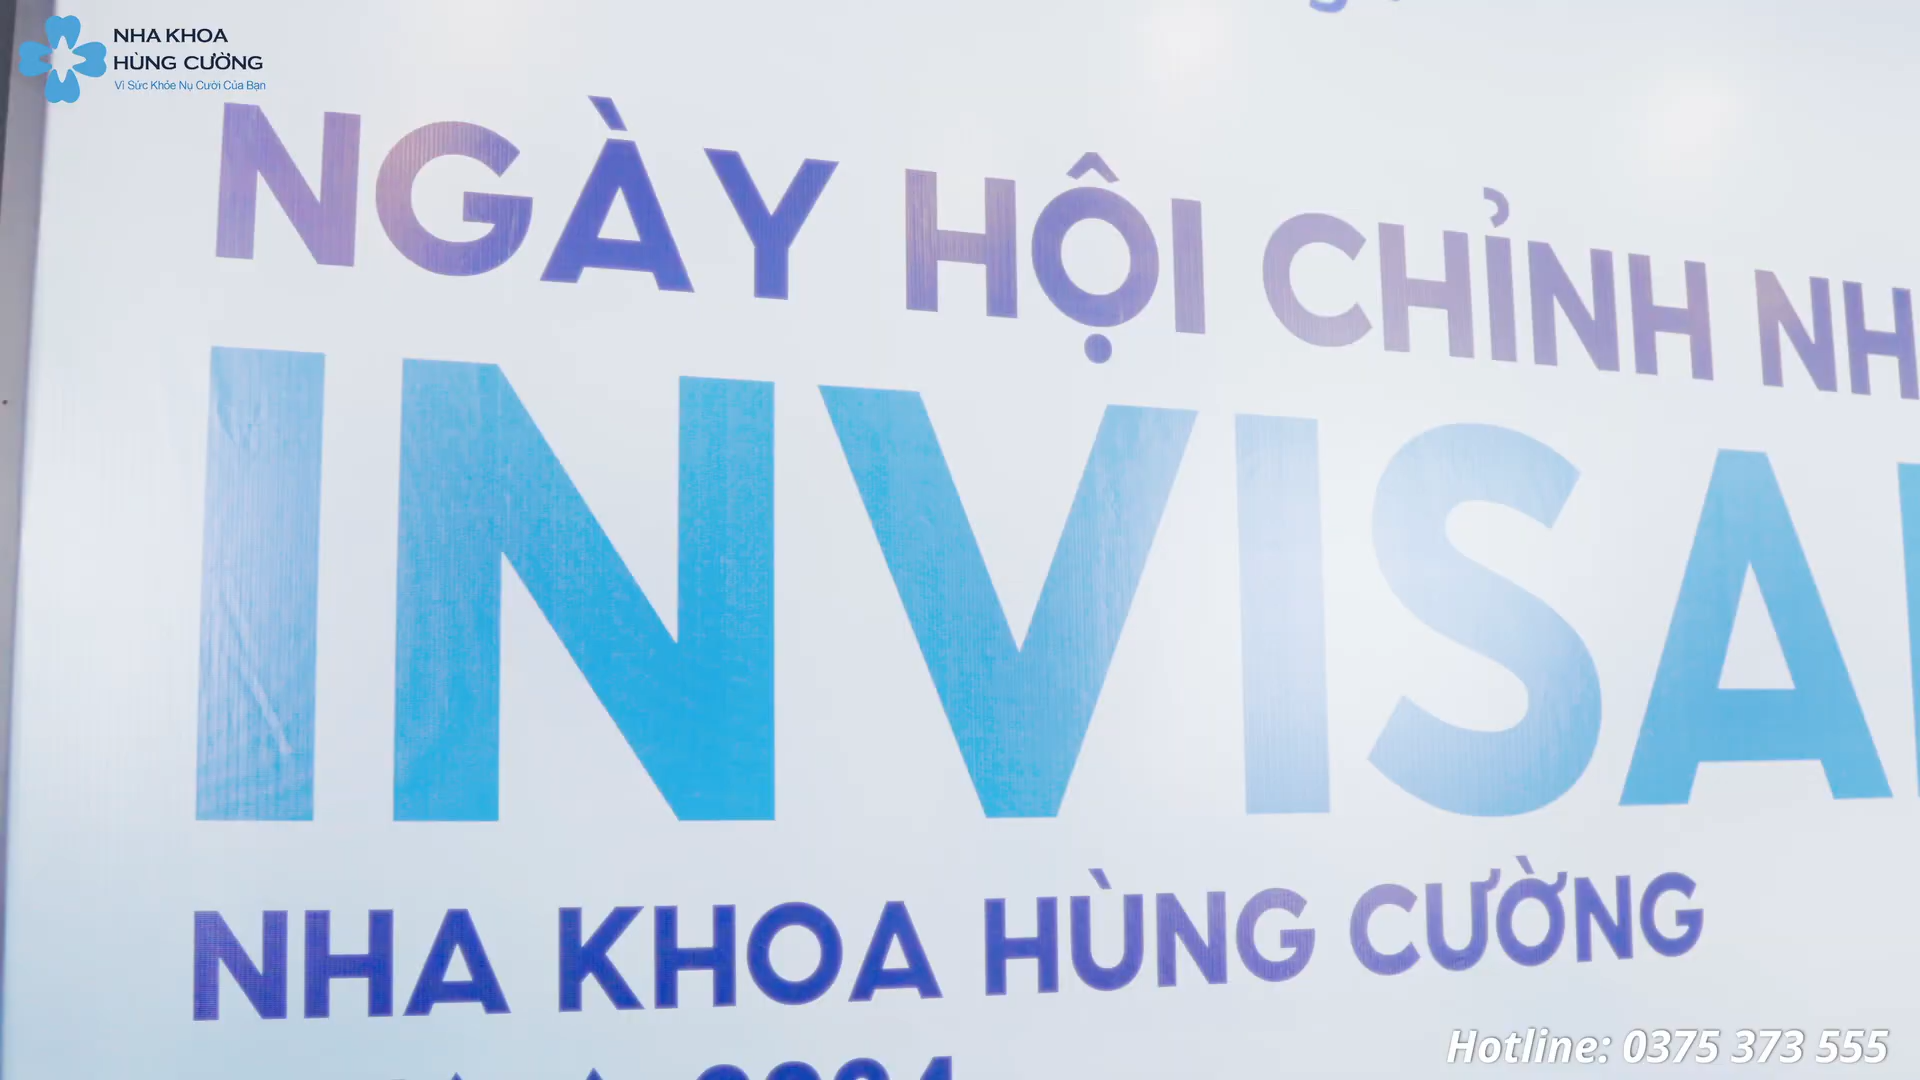 NHA KHOA
HÙNG CƯỜNG
Vì Sức Khỏe Nụ Cười Của Bạn
NGÀY HỘI CHỈNH NH
INVISA
NHA KHOA HÙNG CƯỜNG
Hotline: 0375 373 555